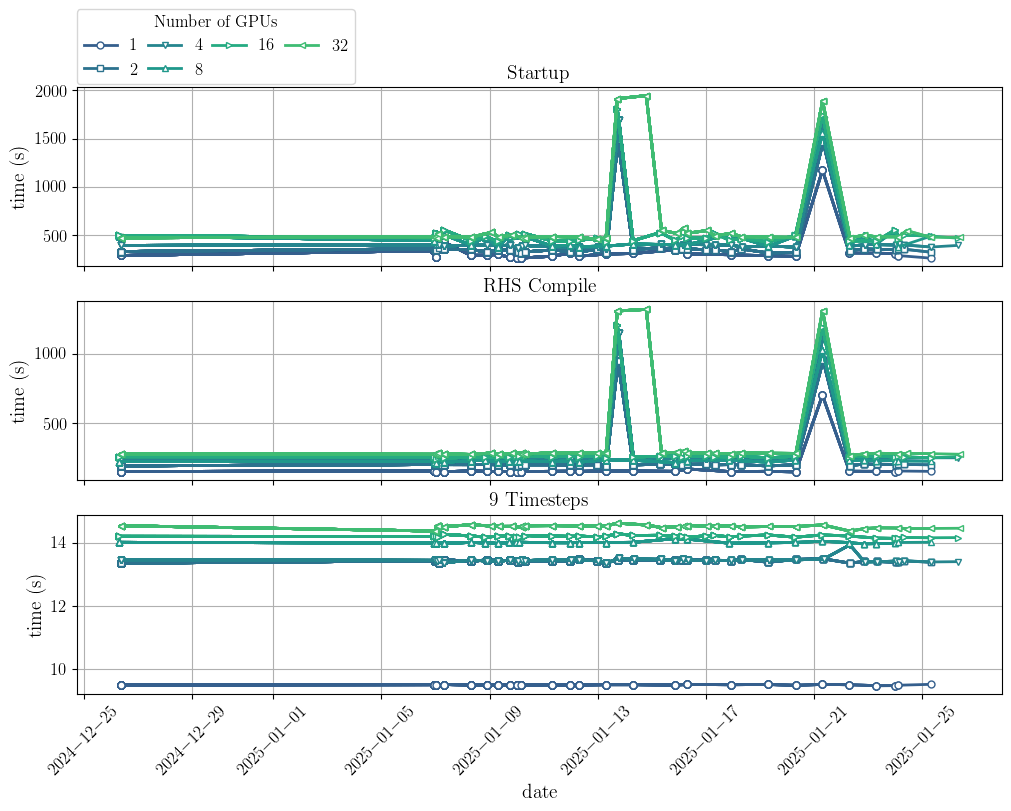 Number of GPUs
1 4 16 32
2 8
Startup
2000
1500
1000
500
time (s)
RHS Compile
1000
500
time (s)
9 Timesteps
14
12
10
time (s)
2024−12−25 2024−12−29 2025−01−01 2025−01−05 2025−01−09 2025−01−13 2025−01−17 2025−01−21 2025−01−25
date